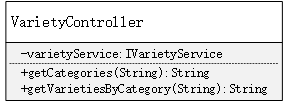 VarietyController
-varietyService: IVarietyService
+getCategories(String): String
+getVarietiesByCategory(String): String